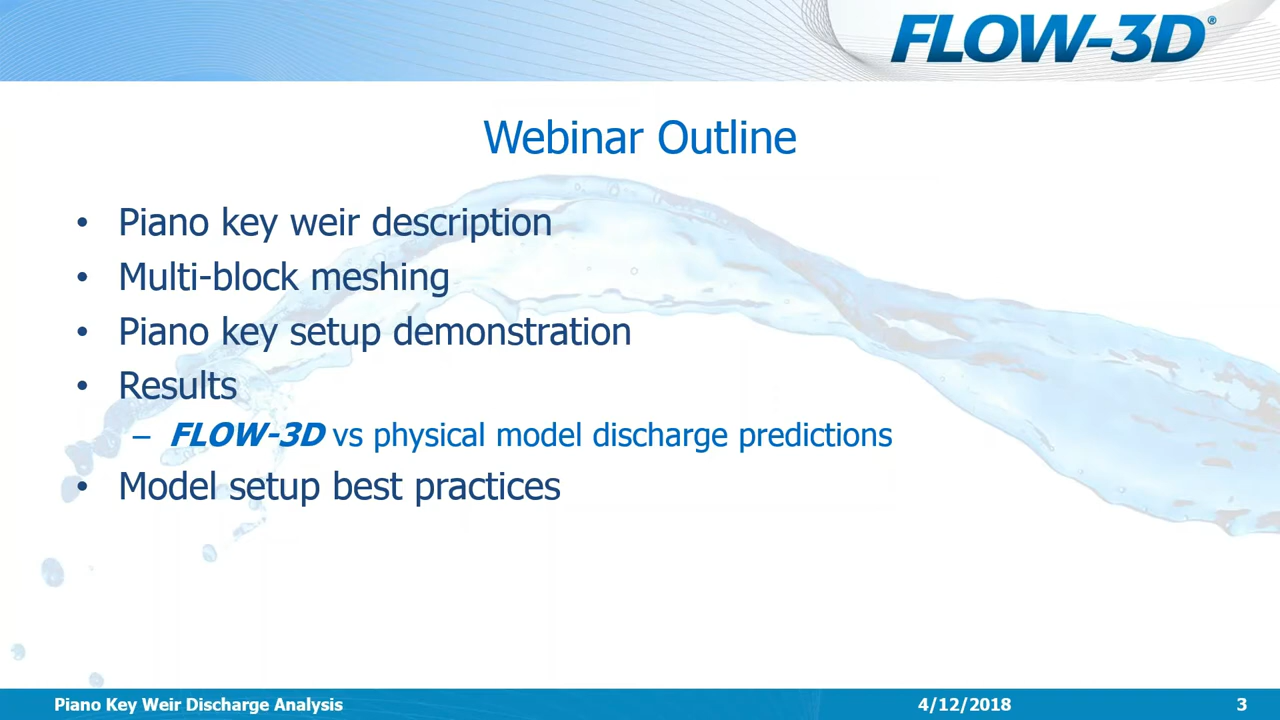 FLOW-3D®
Webinar Outline
• Piano key weir description
• Multi-block meshing
• Piano key setup demonstration
• Results
– FLOW-3D vs physical model discharge predictions
• Model setup best practices
Piano Key Weir Discharge Analysis 4/12/2018 3